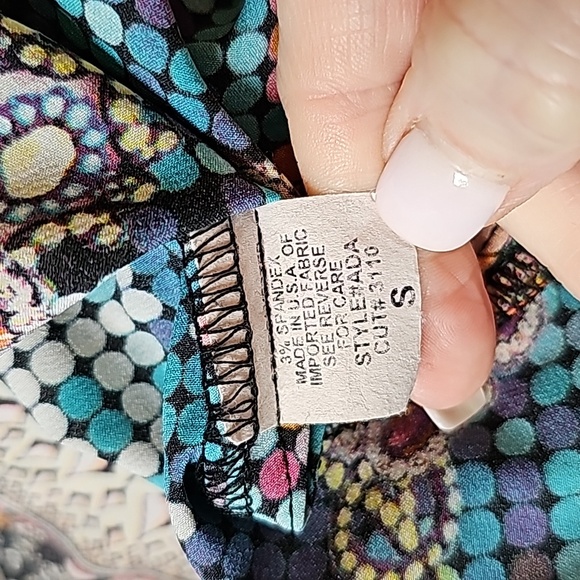 3% SPANDEX
MADE IN U.S.A. OF
IMPORTED FABRIC
SEE REVERSE
FOR CARE
STYLE#ADA
CUT# 3110
S